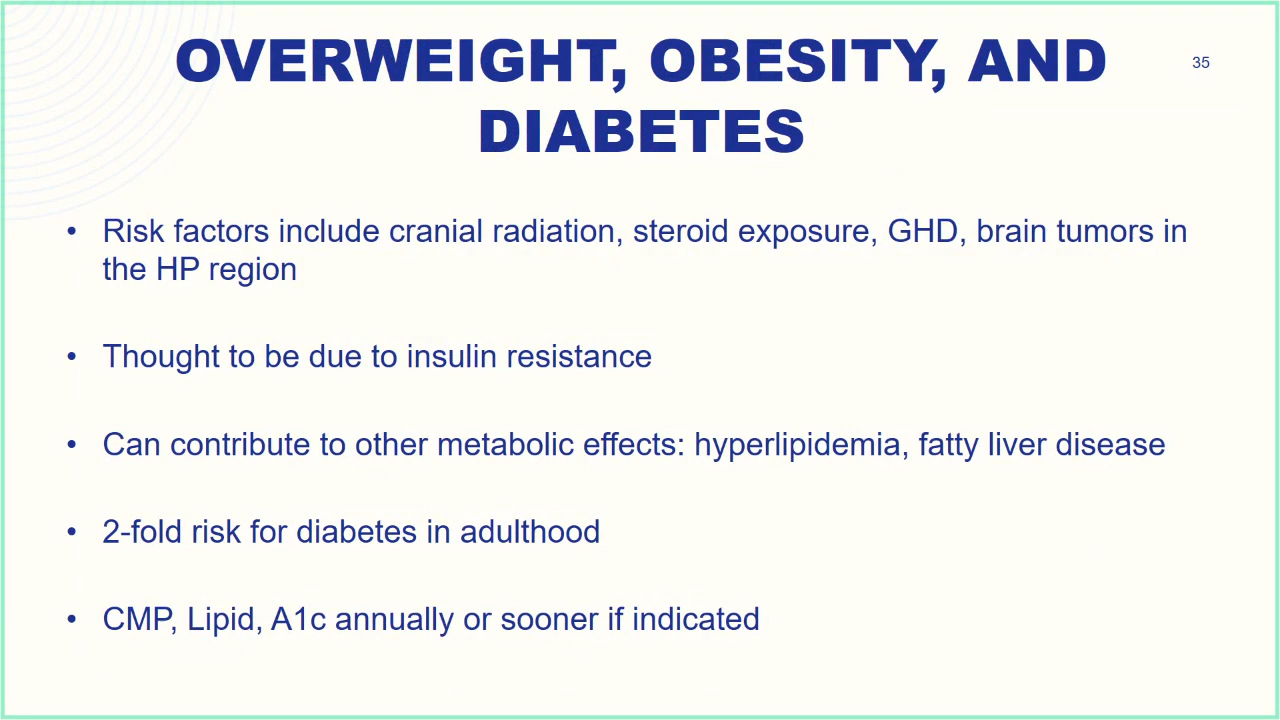 OVERWEIGHT, OBESITY, AND
DIABETES
35
• Risk factors include cranial radiation, steroid exposure, GHD, brain tumors in
the HP region
• Thought to be due to insulin resistance
• Can contribute to other metabolic effects: hyperlipidemia, fatty liver disease
• 2-fold risk for diabetes in adulthood
• CMP, Lipid, A1c annually or sooner if indicated